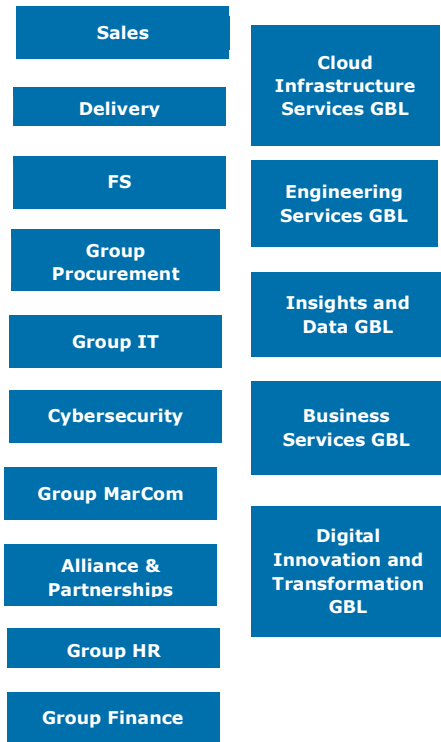 Sales
Delivery
FS
Group
Procurement
Group IT
Cybersecurity
Group MarCom
Alliance &
Partnerships
Group HR
Group Finance
Cloud
Infrastructure
Services GBL
Engineering
Services GBL
Insights and
Data GBL
Business
Services GBL
Digital
Innovation and
Transformation
GBL